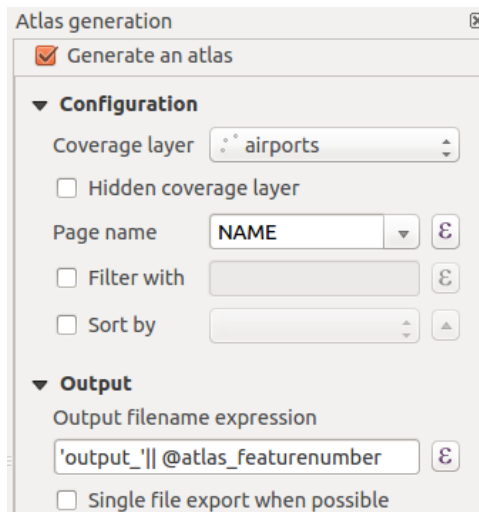 Atlas generation
Generate an atlas
Configuration
Coverage layer airports
Hidden coverage layer
Page name NAME ε
Filter with ε
Sort by
Output
Output filename expression
'output_'|| @atlas_featurenumber ε
Single file export when possible